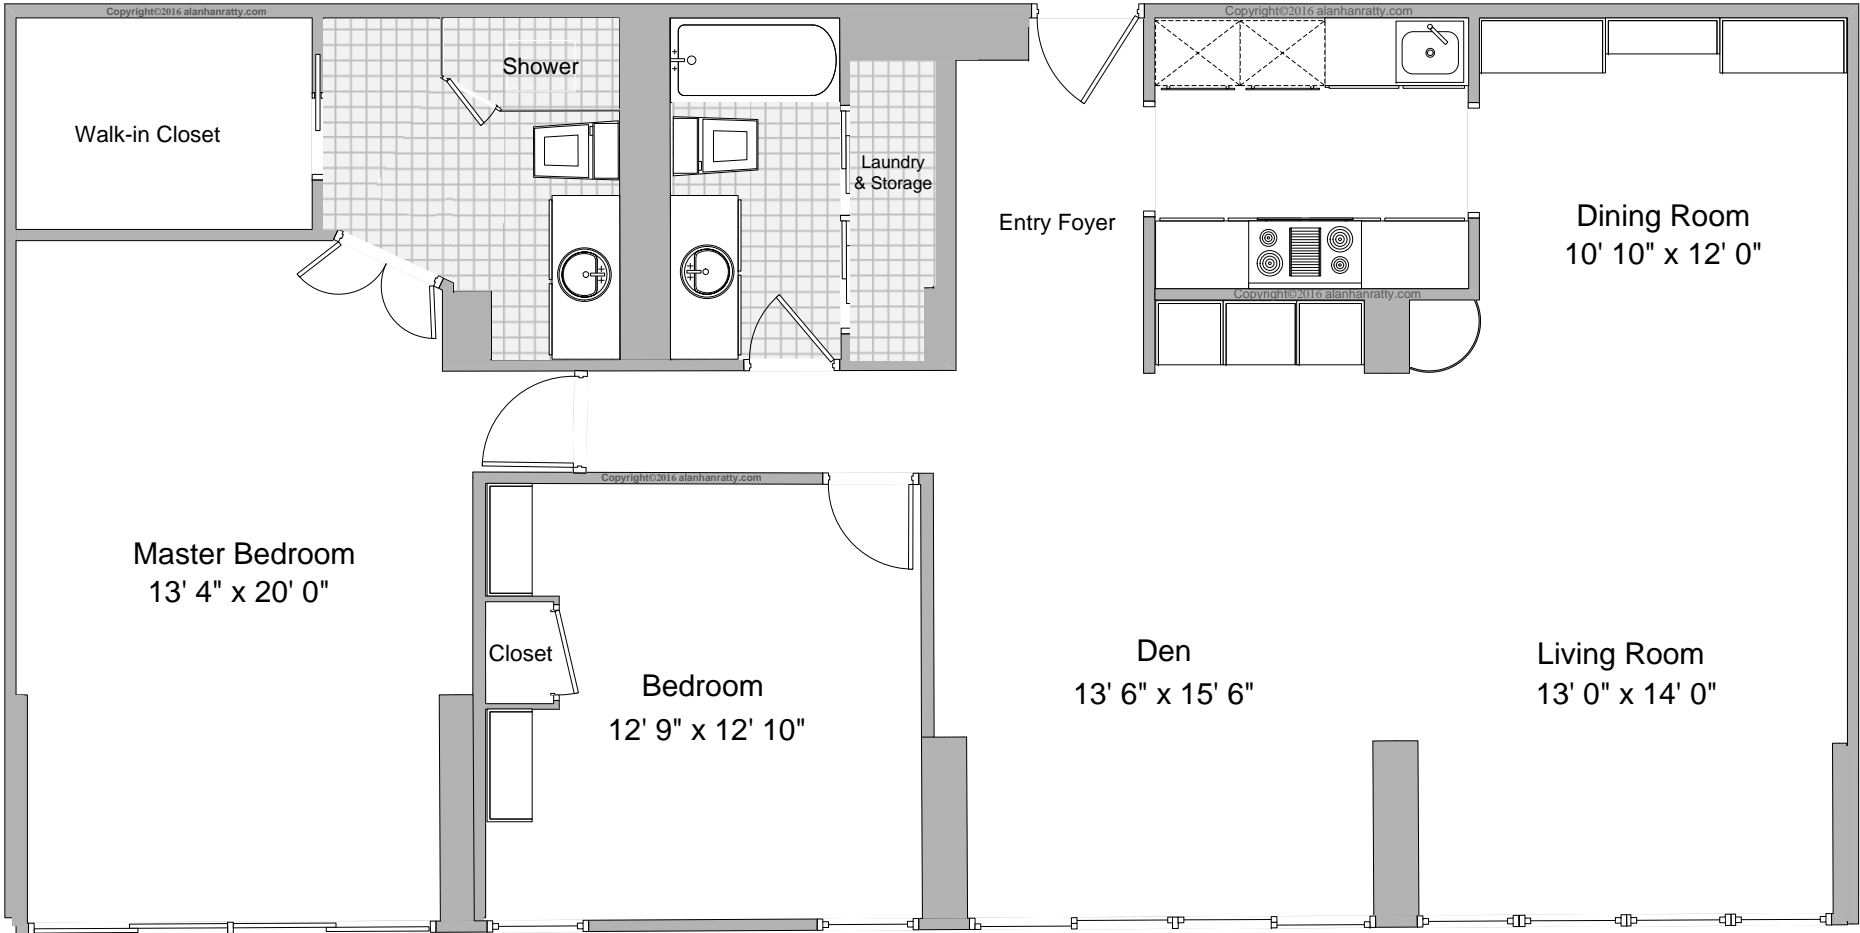 Copyright©2016 alanhanratty.com
Copyright©2016 alanhanratty.com
Shower
Walk-in Closet
Laundry
& Storage
Entry Foyer
Dining Room
10' 10" x 12' 0"
Copyright©2016 alanhanratty.com
Copyright©2016 alanhanratty.com
Master Bedroom
13' 4" x 20' 0"
Closet
Bedroom
12' 9" x 12' 10"
Den
13' 6" x 15' 6"
Living Room
13' 0" x 14' 0"